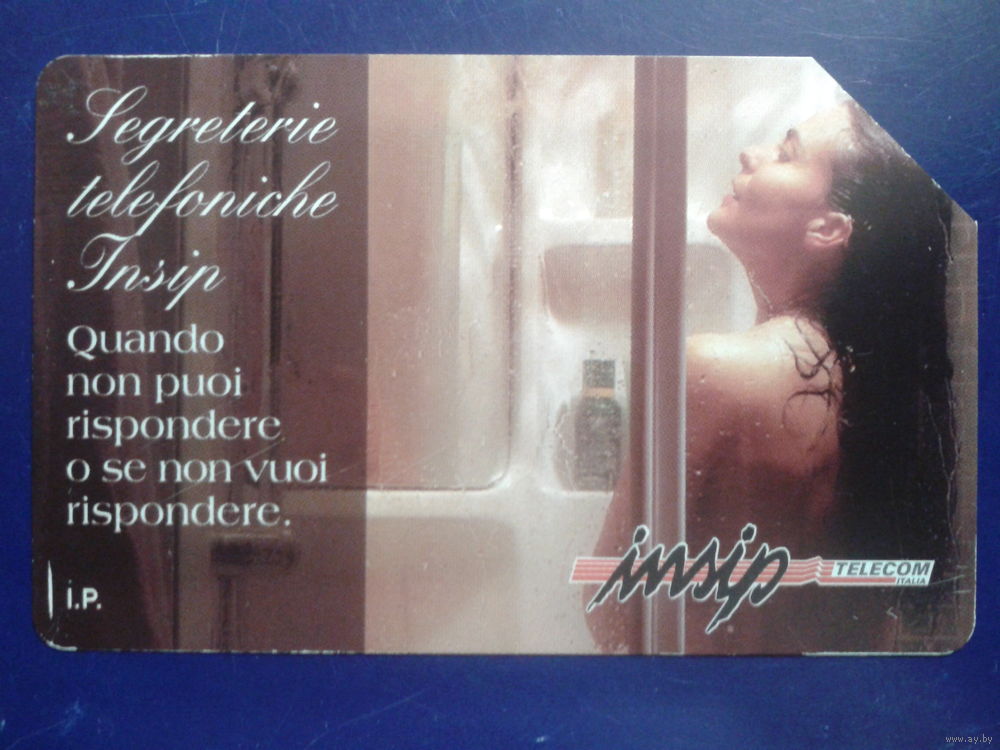 Segreterie
telefoniche
Insip
Quando
non puoi
rispondere
o se non vuoi
rispondere.
I.P.
insip
TELECOM
ITALIA
www.ay.by